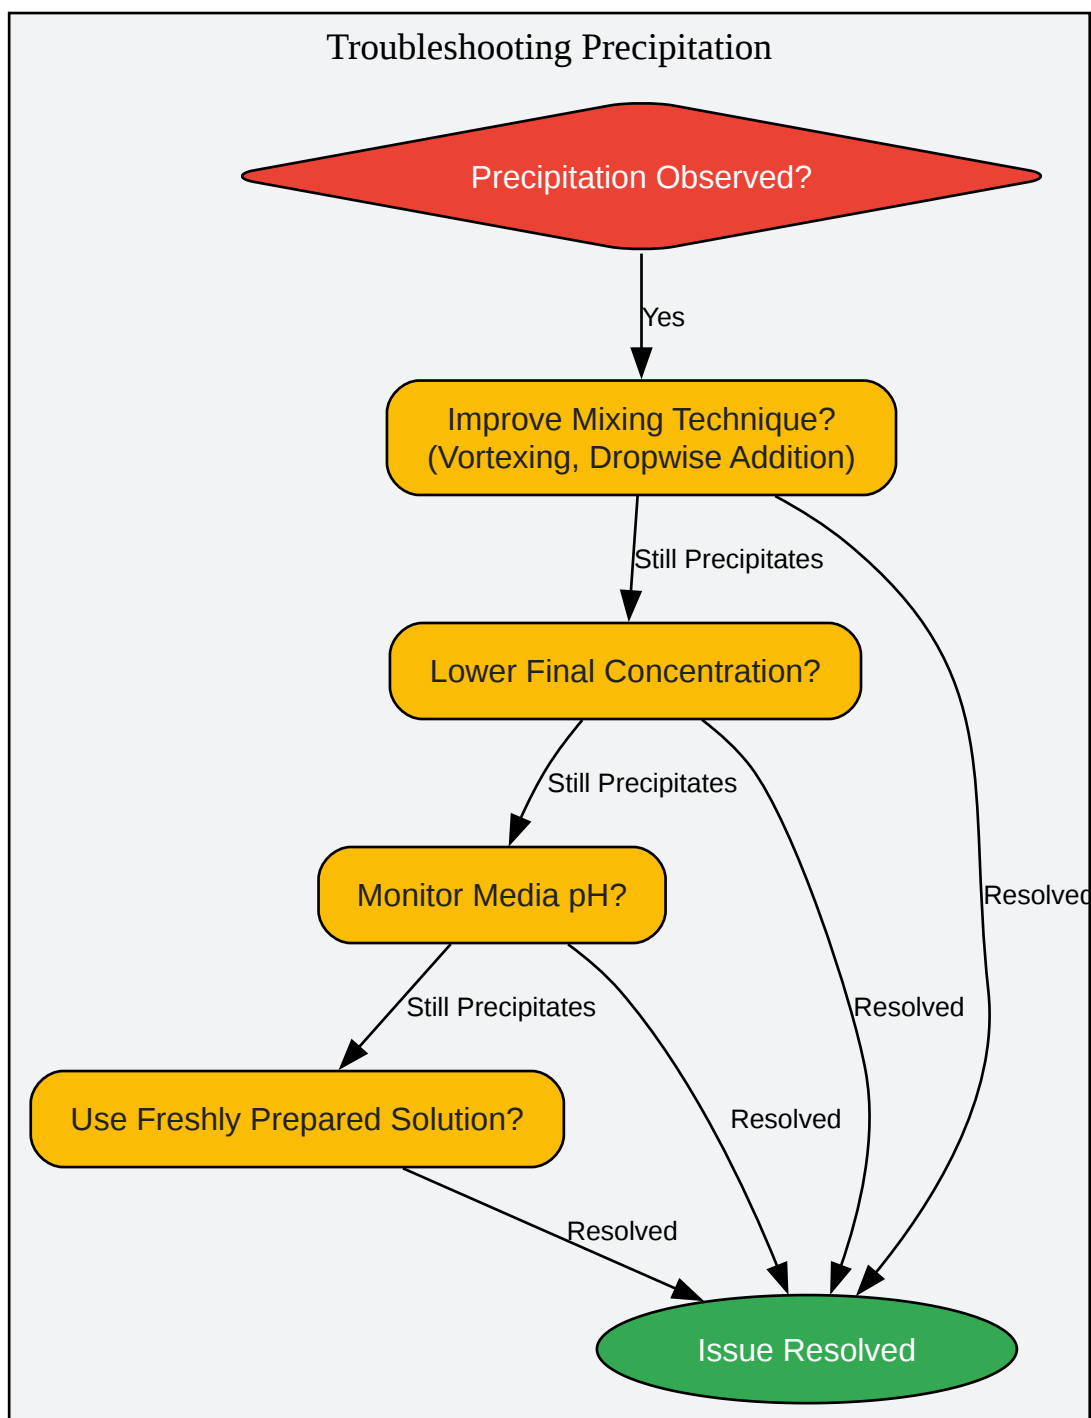 Troubleshooting Precipitation
Precipitation Observed?
Yes
Improve Mixing Technique?
(Vortexing, Dropwise Addition)
Still Precipitates
Lower Final Concentration?
Still Precipitates
Monitor Media pH?
Resolved
Still Precipitates
Resolved
Use Freshly Prepared Solution?
Resolved
Resolved
Issue Resolved